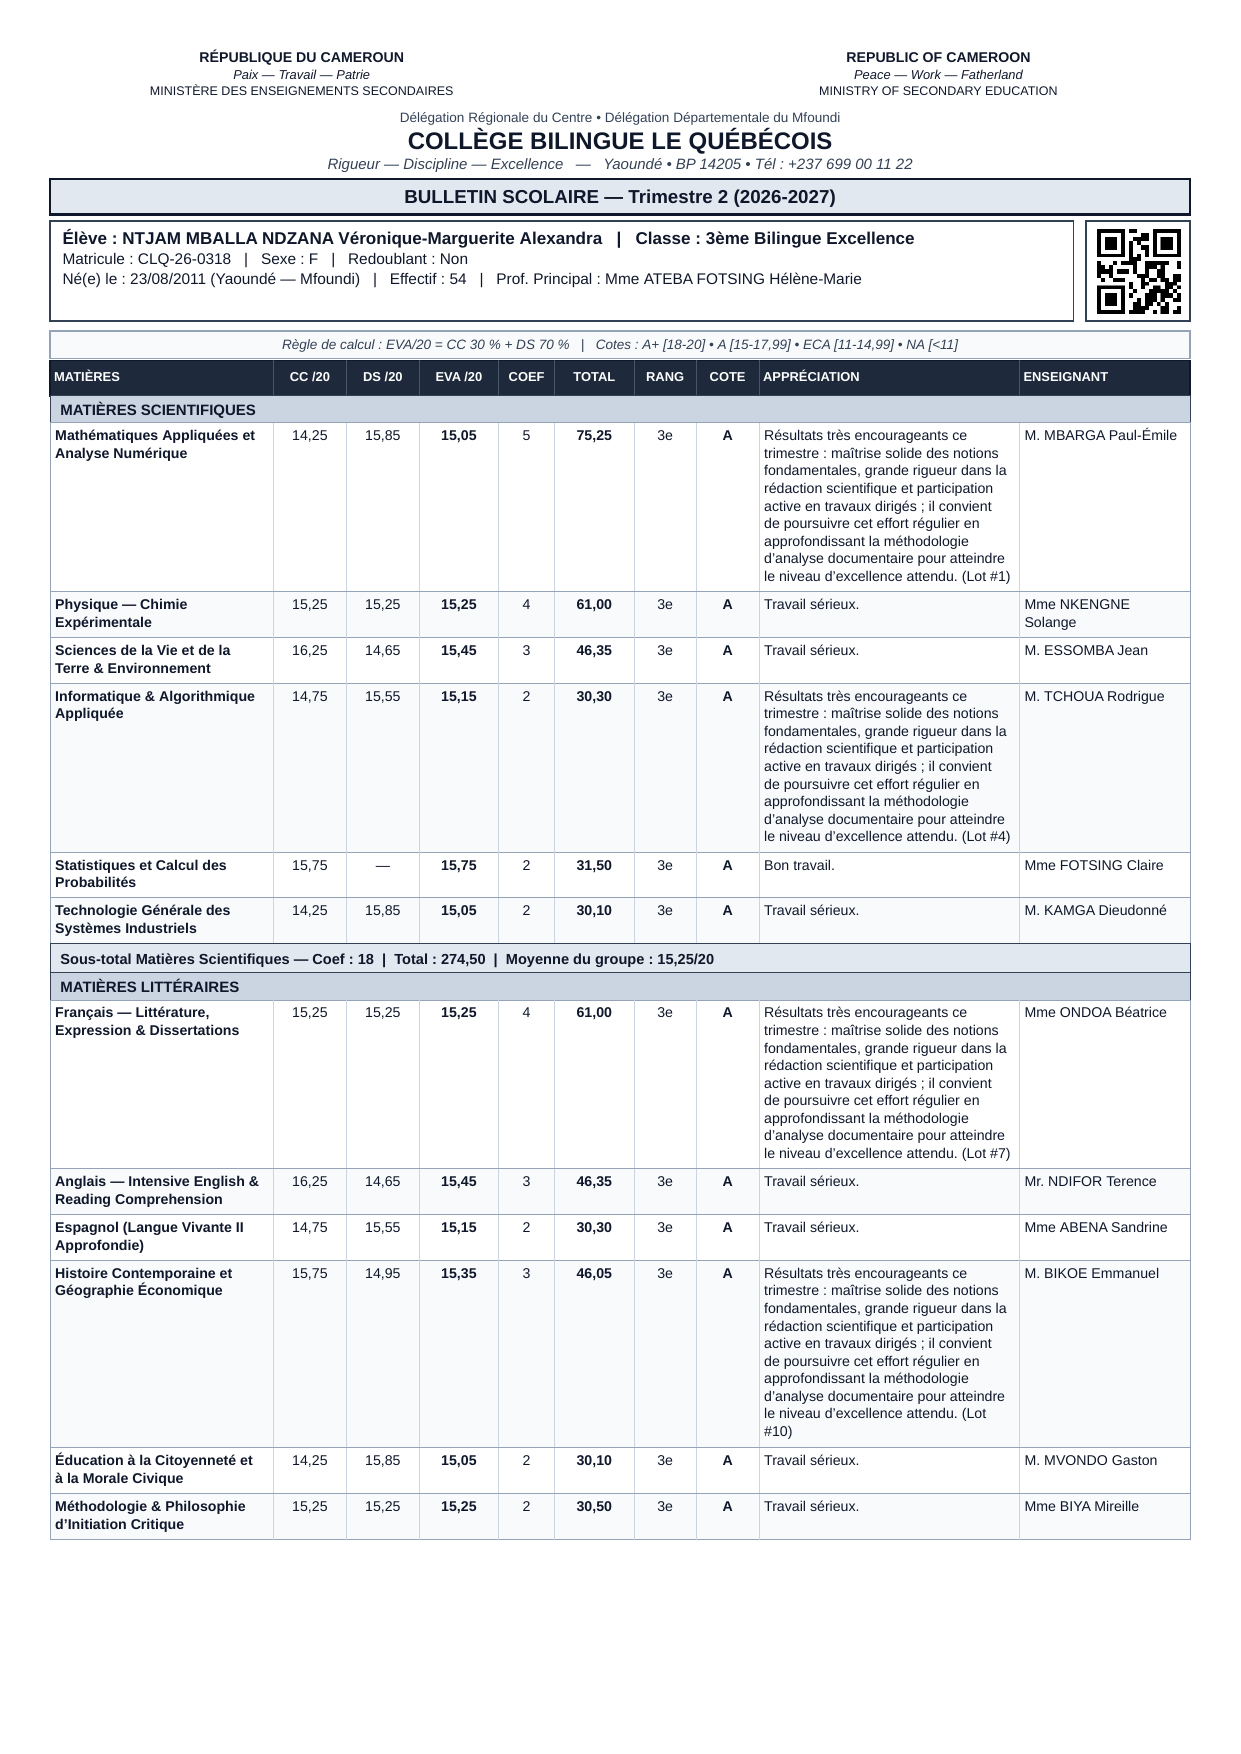 RÉPUBLIQUE DU CAMEROUN
Paix — Travail — Patrie
MINISTÈRE DES ENSEIGNEMENTS SECONDAIRES
REPUBLIC OF CAMEROON
Peace — Work — Fatherland
MINISTRY OF SECONDARY EDUCATION
Délégation Régionale du Centre • Délégation Départementale du Mfoundi
COLLÈGE BILINGUE LE QUÉBÉCOIS
Rigueur — Discipline — Excellence — Yaoundé • BP 14205 • Tél : +237 699 00 11 22
BULLETIN SCOLAIRE — Trimestre 2 (2026-2027)
Élève : NTJAM MBALLA NDZANA Véronique-Marguerite Alexandra | Classe : 3ème Bilingue Excellence
Matricule : CLQ-26-0318 | Sexe : F | Redoublant : Non
Né(e) le : 23/08/2011 (Yaoundé — Mfoundi) | Effectif : 54 | Prof. Principal : Mme ATEBA FOTSING Hélène-Marie
Règle de calcul : EVA/20 = CC 30 % + DS 70 % | Cotes : A+ [18-20] • A [15-17,99] • ECA [11-14,99] • NA [<11]
MATIÈRES CC /20 DS /20 EVA /20 COEF TOTAL RANG COTE APPRÉCIATION ENSEIGNANT
MATIÈRES SCIENTIFIQUES
Mathématiques Appliquées et 14,25 15,85 15,05 5 75,25 3e A Résultats très encourageants ce M. MBARGA Paul-Émile
Analyse Numérique trimestre : maîtrise solide des notions
fondamentales, grande rigueur dans la
rédaction scientifique et participation
active en travaux dirigés ; il convient
de poursuivre cet effort régulier en
approfondissant la méthodologie
d’analyse documentaire pour atteindre
le niveau d’excellence attendu. (Lot #1)
Physique — Chimie 15,25 15,25 15,25 4 61,00 3e A Travail sérieux. Mme NKENGNE
Expérimentale Solange
Sciences de la Vie et de la 16,25 14,65 15,45 3 46,35 3e A Travail sérieux. M. ESSOMBA Jean
Terre & Environnement
Informatique & Algorithmique 14,75 15,55 15,15 2 30,30 3e A Résultats très encourageants ce M. TCHOUA Rodrigue
Appliquée trimestre : maîtrise solide des notions
fondamentales, grande rigueur dans la
rédaction scientifique et participation
active en travaux dirigés ; il convient
de poursuivre cet effort régulier en
approfondissant la méthodologie
d’analyse documentaire pour atteindre
le niveau d’excellence attendu. (Lot #4)
Statistiques et Calcul des 15,75 — 15,75 2 31,50 3e A Bon travail. Mme FOTSING Claire
Probabilités
Technologie Générale des 14,25 15,85 15,05 2 30,10 3e A Travail sérieux. M. KAMGA Dieudonné
Systèmes Industriels
Sous-total Matières Scientifiques — Coef : 18 | Total : 274,50 | Moyenne du groupe : 15,25/20
MATIÈRES LITTÉRAIRES
Français — Littérature, 15,25 15,25 15,25 4 61,00 3e A Résultats très encourageants ce Mme ONDOA Béatrice
Expression & Dissertations trimestre : maîtrise solide des notions
fondamentales, grande rigueur dans la
rédaction scientifique et participation
active en travaux dirigés ; il convient
de poursuivre cet effort régulier en
approfondissant la méthodologie
d’analyse documentaire pour atteindre
le niveau d’excellence attendu. (Lot #7)
Anglais — Intensive English & 16,25 14,65 15,45 3 46,35 3e A Travail sérieux. Mr. NDIFOR Terence
Reading Comprehension
Espagnol (Langue Vivante II 14,75 15,55 15,15 2 30,30 3e A Travail sérieux. Mme ABENA Sandrine
Approfondie)
Histoire Contemporaine et 15,75 14,95 15,35 3 46,05 3e A Résultats très encourageants ce M. BIKOE Emmanuel
Géographie Économique trimestre : maîtrise solide des notions
fondamentales, grande rigueur dans la
rédaction scientifique et participation
active en travaux dirigés ; il convient
de poursuivre cet effort régulier en
approfondissant la méthodologie
d’analyse documentaire pour atteindre
le niveau d’excellence attendu. (Lot
#10)
Éducation à la Citoyenneté et 14,25 15,85 15,05 2 30,10 3e A Travail sérieux. M. MVONDO Gaston
à la Morale Civique
Méthodologie & Philosophie 15,25 15,25 15,25 2 30,50 3e A Travail sérieux. Mme BIYA Mireille
d’Initiation Critique